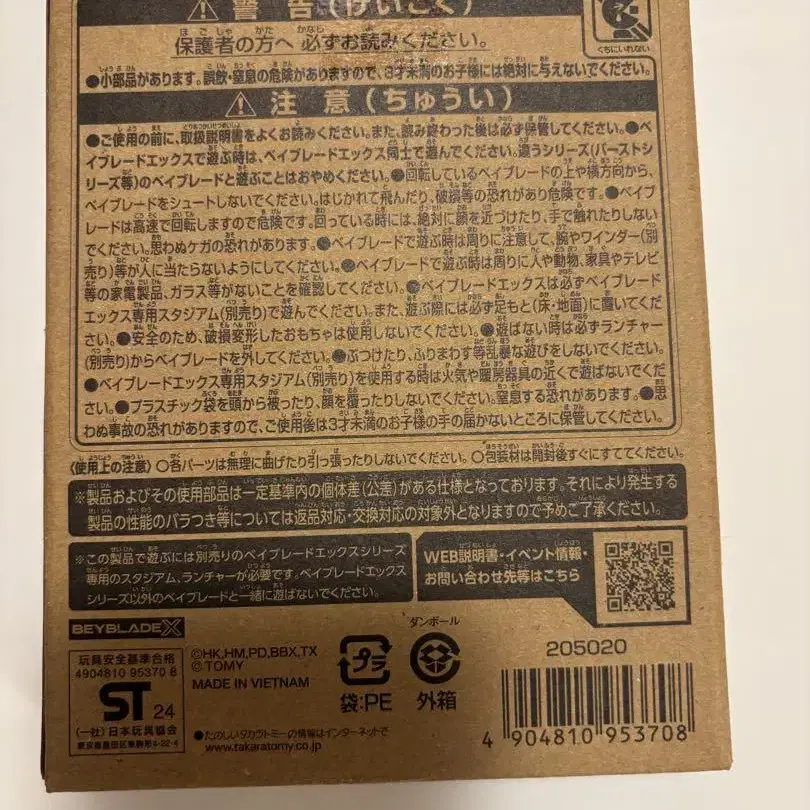 ⚠警告(けいこく)
保護者の方へ 必ずお読みください。
くちにいれない
●小部品があります。誤飲・窒息の危険がありますので、3才未満のお子様には絶対に与えないでください。
⚠注意(ちゅうい)
●ご使用の前に、取扱説明書をよくお読みください。また、読み終わった後は必ず保管してください。●ベ
イブレードエックスで遊ぶ時は、ベイブレードエックス同士で遊んでください。違うシリーズ(バーストシ
リーズ等)のベイブレードと遊ぶことはおやめください。●回転しているベイブレードの上や横方向から、
ベイブレードをシュートしないでください。はじかれて飛んだり、破損等の恐れがあり危険です。●ベイブ
レードは高速で回転しますので危険です。回っている時には、絶対に顔を近づけたり、手で触れたりしない
でください。思わぬケガの恐れがあります。●ベイブレードで遊ぶ時は周りに注意して、腕やワインダー(別
売り)等が人に当たらないようにしてください。●ベイブレードで遊ぶ時は周りに人や動物、家具やテレビ
等の家電製品、ガラス等がないことを確認してください。●ベイブレードエックスは必ずベイブレード
エックス専用スタジアム(別売り)で遊んでください。また、遊ぶ際には必ず足もと(床・地面)に置いてくだ
さい。●安全のため、破損変形したおもちゃは使用しないでください。●遊ばない時は必ずランチャー
(別売り)からベイブレードを外してください。●ぶつけたり、ふりまわす等乱暴な遊びをしないでください。
●ベイブレードエックス専用スタジアム(別売り)を使用する時は火気や暖房器具の近くで遊ばないでくだ
さい。●プラスチック袋を頭から被ったり、顔を覆ったりしないでください。窒息する恐れがあります。●思
わぬ事故の恐れがありますので、ご使用後は3才未満のお子様の手の届かないところに保管してください。
〈使用上の注意〉 ○各パーツは無理に曲げたり引っ張ったりしないでください。○包装材は開封後すぐにすててください。
※製品およびその使用部品は一定基準内の個体差(公差)がある仕様となっております。それにより発生する
製品の性能のバラつき等については返品対応・交換対応の対象外となりますので予めご了承ください。
※この製品で遊ぶには別売りのベイブレードエックスシリーズ
専用のスタジアム、ランチャーが必要です。ベイブレードエックス
シリーズ以外のベイブレードと一緒に遊ばないでください。
WEB説明書・イベント情報・
お問い合わせ先等はこちら
BEYBLADE X
玩具安全基準合格
4904810 95370 8
ST 24
(一社)日本玩具協会
東京都墨田区東駒形4-22-4
©HK,HM,PD,BBX,TX
©TOMY
MADE IN VIETNAM
プラ
袋:PE
ダンボール
外箱
●たのしいタカラトミーの情報はインターネットで
www.takaratomy.co.jp
205020
4 904810 953708